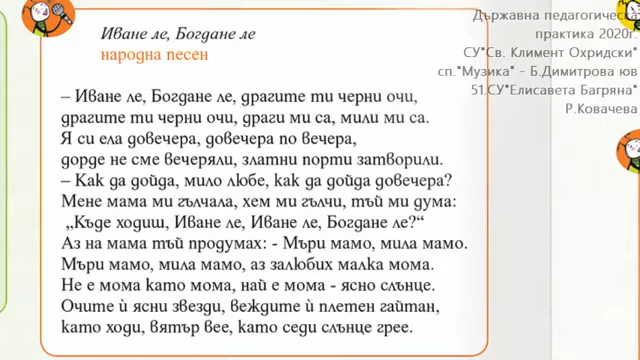 Иване ле, Богдане ле
народна песен
– Иване ле, Богдане ле, драгите ти черни очи,
драгите ти черни очи, драги ми са, мили ми са.
Я си ела довечера, довечера по вечера,
дорде не сме вечеряли, златни порти затворили.
– Как да дойда, мило любе, как да дойда довечера?
Мене мама ми гълчала, хем ми гълчи, тъй ми дума:
„Къде ходиш, Иване ле, Иване ле, Богдане ле?“
Аз на мама тъй продумах: - Мъри мамо, мила мамо.
Мъри мамо, мила мамо, аз залюбих малка мома.
Не е мома като мома, най е мома - ясно слънце.
Очите ѝ ясни звезди, веждите ѝ плетен гайтан,
като ходи, вятър вее, като седи слънце грее.
Държавна педагогическа
практика 2020г.
СУ"Св. Климент Охридски"
сп."Музика" - Б.Димитрова юв
51.СУ"Елисавета Багряна"
Р.Ковачева